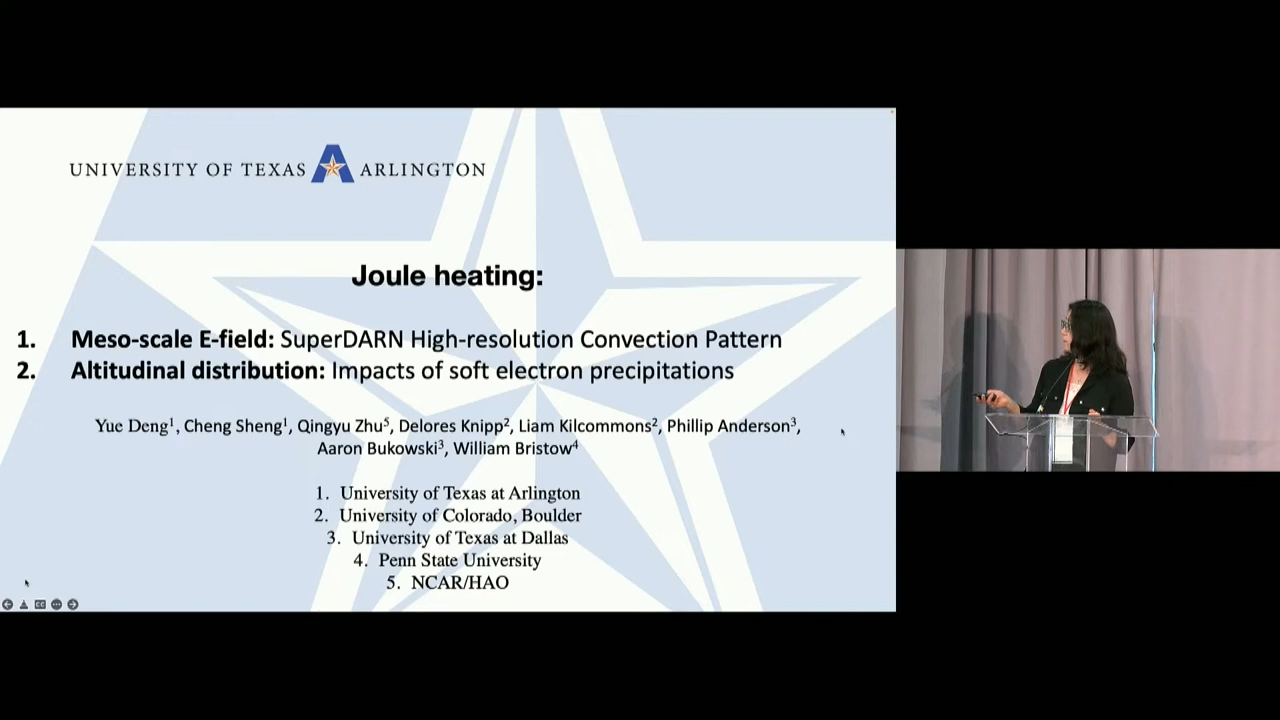 UNIVERSITY OF TEXAS A ARLINGTON
Joule heating:
1. Meso-scale E-field: SuperDARN High-resolution Convection Pattern
2. Altitudinal distribution: Impacts of soft electron precipitations
Yue Deng¹, Cheng Sheng¹, Qingyu Zhu⁵, Delores Knipp², Liam Kilcommons², Phillip Anderson³,
Aaron Bukowski³, William Bristow⁴
1. University of Texas at Arlington
2. University of Colorado, Boulder
3. University of Texas at Dallas
4. Penn State University
5. NCAR/HAO